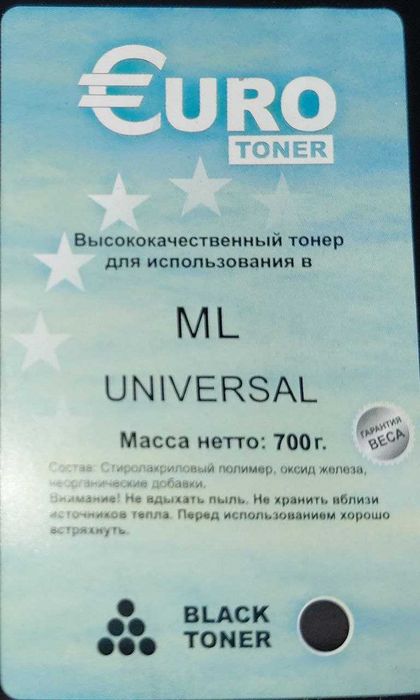 €URO
TONER
Высококачественный тонер
для использования в
ML
UNIVERSAL
Масса нетто: 700г.
ГАРАНТИЯ
ВЕСА
Состав: Стиролакриловый полимер, оксид железа,
неорганические добавки.
Внимание! Не вдыхать пыль. Не хранить вблизи
источников тепла. Перед использованием хорошо
встряхнуть.
BLACK
TONER